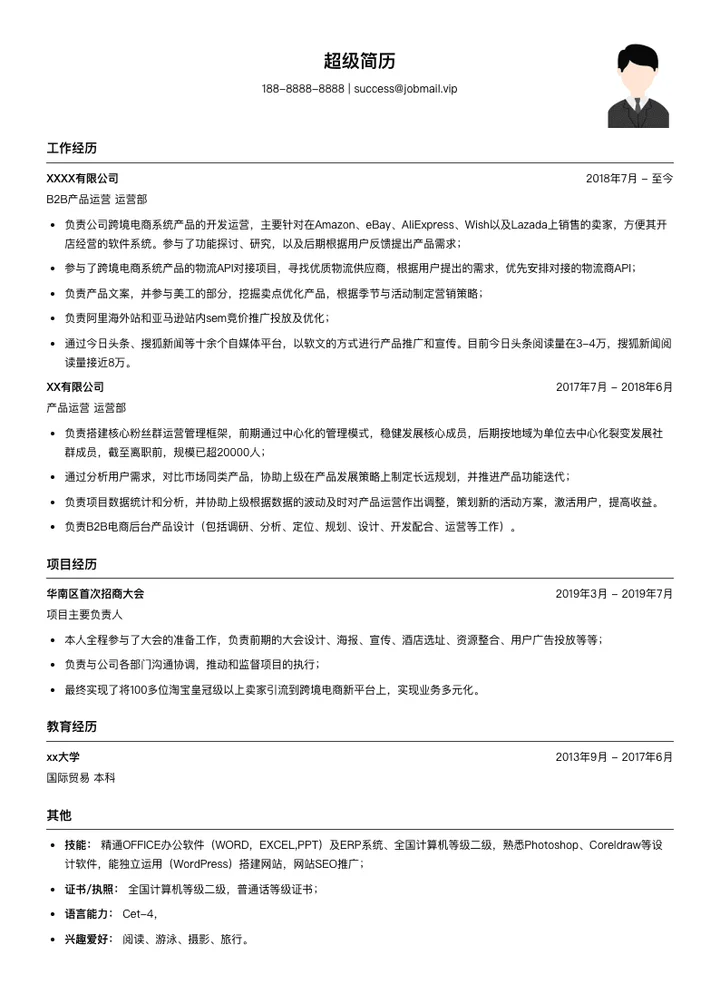 超级简历
188-8888-8888 | success@jobmail.vip
工作经历
XXXX有限公司 2018年7月 - 至今
B2B产品运营 运营部
• 负责公司跨境电商系统产品的开发运营，主要针对在Amazon、eBay、AliExpress、Wish以及Lazada上销售的卖家，方便其开
店经营的软件系统。参与了功能探讨、研究，以及后期根据用户反馈提出产品需求；
• 参与了跨境电商系统产品的物流API对接项目，寻找优质物流供应商，根据用户提出的需求，优先安排对接的物流商API；
• 负责产品文案，并参与美工的部分，挖掘卖点优化产品，根据季节与活动制定营销策略；
• 负责阿里海外站和亚马逊站内sem竞价推广投放及优化；
• 通过今日头条、搜狐新闻等十余个自媒体平台，以软文的方式进行产品推广和宣传。目前今日头条阅读量在3-4万，搜狐新闻阅
读量接近8万。
XX有限公司 2017年7月 - 2018年6月
产品运营 运营部
• 负责搭建核心粉丝群运营管理框架，前期通过中心化的管理模式，稳健发展核心成员，后期按地域为单位去中心化裂变发展社
群成员，截至离职前，规模已超20000人；
• 通过分析用户需求，对比市场同类产品，协助上级在产品发展策略上制定长远规划，并推进产品功能迭代；
• 负责项目数据统计和分析，并协助上级根据数据的波动及时对产品运营作出调整，策划新的活动方案，激活用户，提高收益。
• 负责B2B电商后台产品设计（包括调研、分析、定位、规划、设计、开发配合、运营等工作）。
项目经历
华南区首次招商大会 2019年3月 - 2019年7月
项目主要负责人
• 本人全程参与了大会的准备工作，负责前期的大会设计、海报、宣传、酒店选址、资源整合、用户广告投放等等；
• 负责与公司各部门沟通协调，推动和监督项目的执行；
• 最终实现了将100多位淘宝皇冠级以上卖家引流到跨境电商新平台上，实现业务多元化。
教育经历
xx大学 2013年9月 - 2017年6月
国际贸易 本科
其他
• 技能： 精通OFFICE办公软件（WORD，EXCEL,PPT）及ERP系统、全国计算机等级二级，熟悉Photoshop、Coreldraw等设
计软件，能独立运用（WordPress）搭建网站，网站SEO推广；
• 证书/执照： 全国计算机等级二级，普通话等级证书；
• 语言能力： Cet-4，
• 兴趣爱好： 阅读、游泳、摄影、旅行。